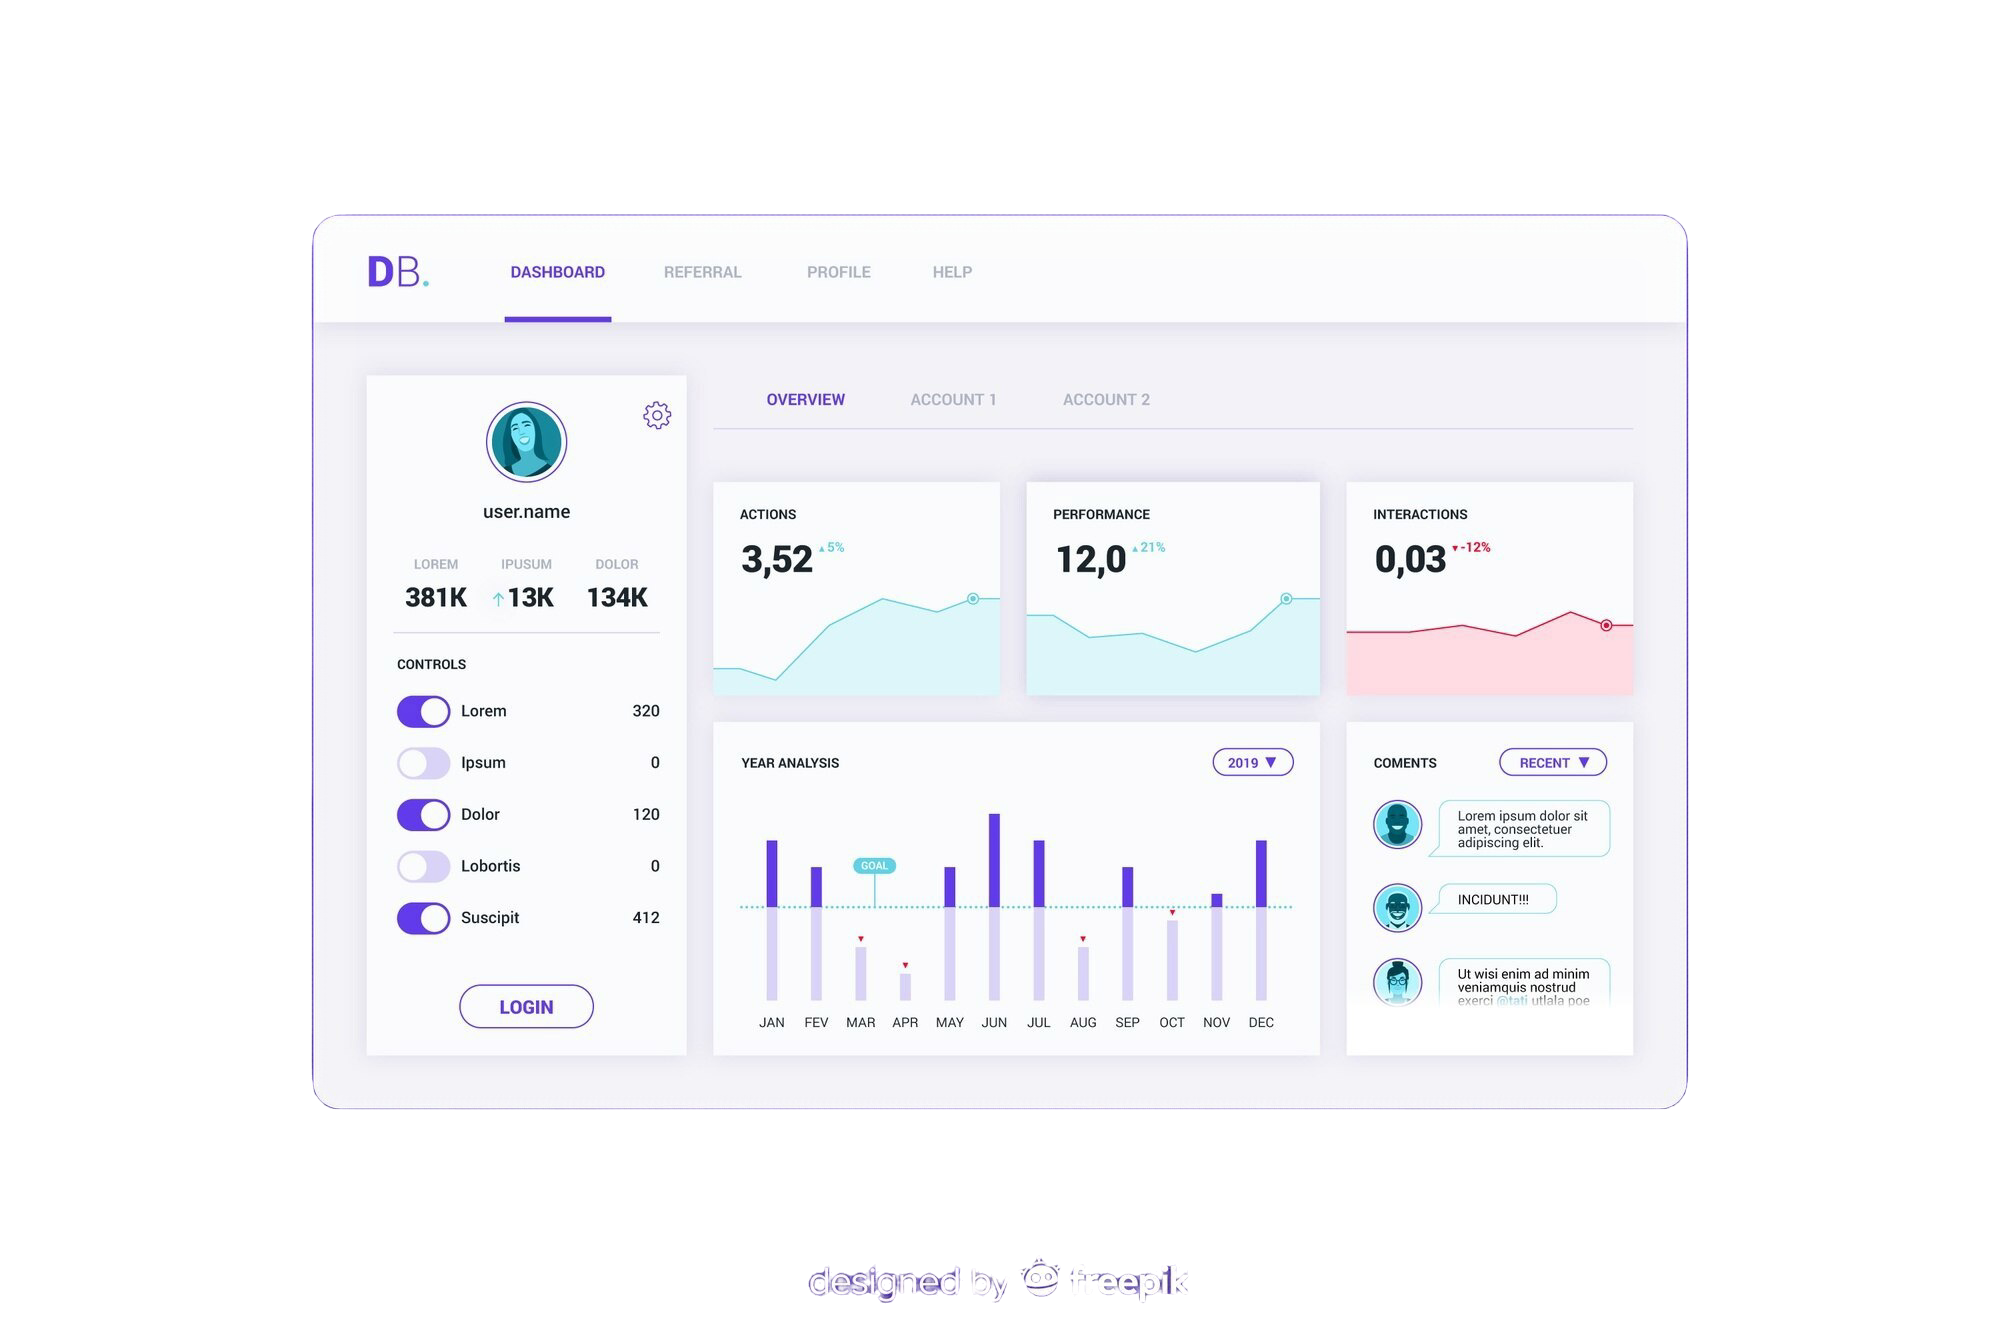 DB.
DASHBOARD
REFERRAL
PROFILE
HELP
user.name
LOREM
IPUSUM
DOLOR
381K
13K
134K
CONTROLS
Lorem 320
Ipsum 0
Dolor 120
Lobortis 0
Suscipit 412
LOGIN
OVERVIEW
ACCOUNT 1
ACCOUNT 2
ACTIONS
3,52 ▲5%
PERFORMANCE
12,0 ▲21%
INTERACTIONS
0,03 ▼-12%
YEAR ANALYSIS
2019 ▼
GOAL
JAN FEV MAR APR MAY JUN JUL AUG SEP OCT NOV DEC
COMENTS
RECENT ▼
Lorem ipsum dolor sit
amet, consectetuer
adipiscing elit.
INCIDUNT!!!
Ut wisi enim ad minim
veniamquis nostrud
exerci @tati utlala poe
designed by freepik